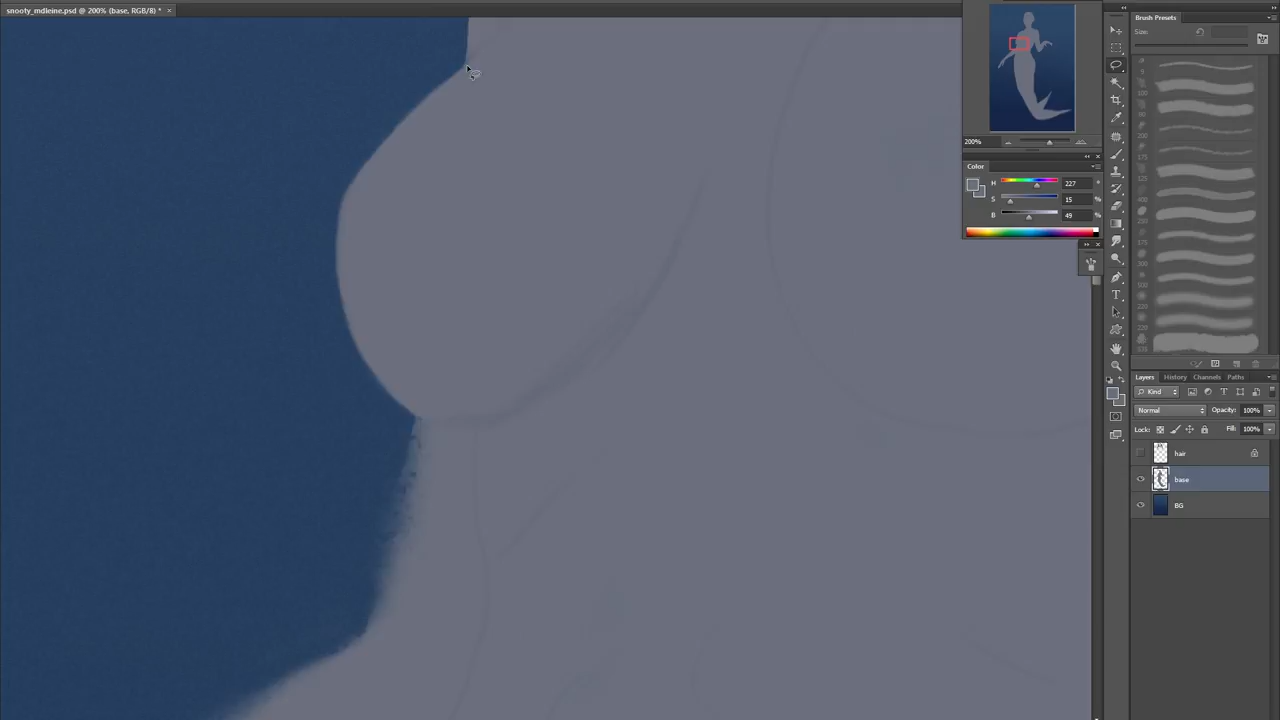 snooty_mdleine.psd @ 200% (base, RGB/8) * ×
Brush Presets
Size:
200%
Color
H 227 °
S 15 %
B 49 %
T
Layers History Channels Paths
Kind
Normal Opacity: 100%
Lock: Fill: 100%
hair
base
BG